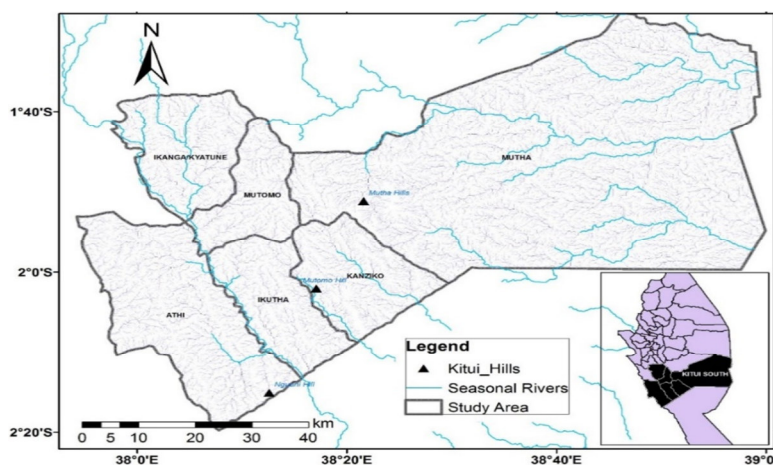 N
1°40'S
2°0'S
2°20'S
IKANGA/KYATUNE
MUTOMO
MUTHA
Mutha Hills
ATHI
IKUTHA
KANZIKO
Mutomo Hill
KITUI SOUTH
Legend
Kitui_Hills
Seasonal Rivers
Study Area
km
0 5 10 20 30 40
38°0'E
38°20'E
38°40'E
39°0